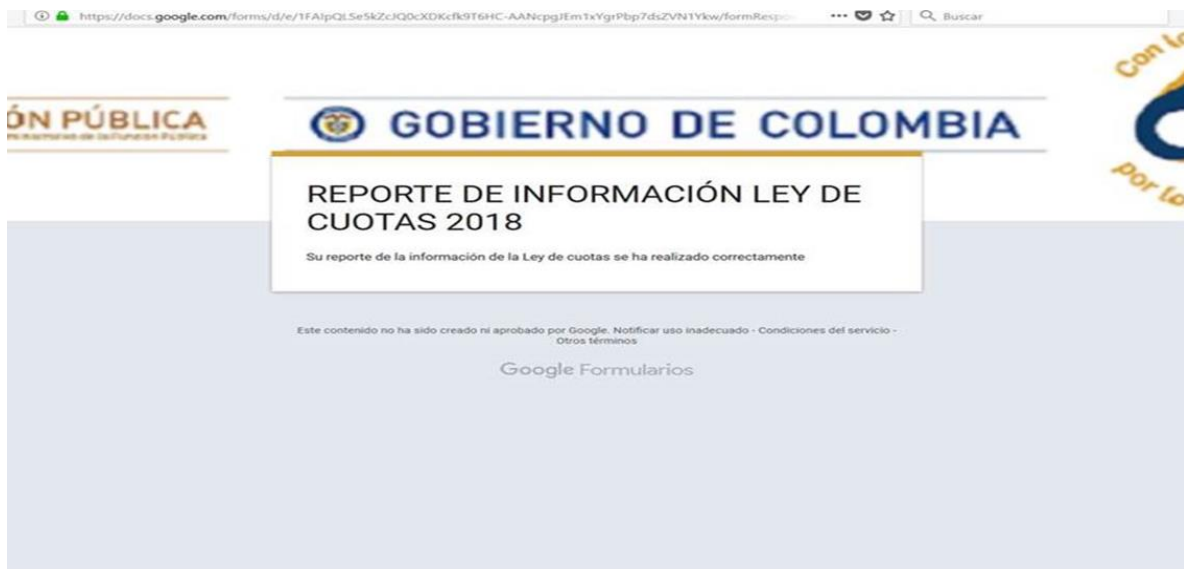 https://docs.google.com/forms/d/e/1FAIpQLSe5kZcJQ0cXDKcfk9T6HC-AANcpgJEm1xYgrPbp7dsZVN1Ykw/formRespo
Buscar
Con
ÓN PÚBLICA
GOBIERNO DE COLOMBIA
por
REPORTE DE INFORMACIÓN LEY DE
CUOTAS 2018
Su reporte de la información de la Ley de cuotas se ha realizado correctamente
Este contenido no ha sido creado ni aprobado por Google. Notificar uso inadecuado - Condiciones del servicio -
Otros términos
Google Formularios